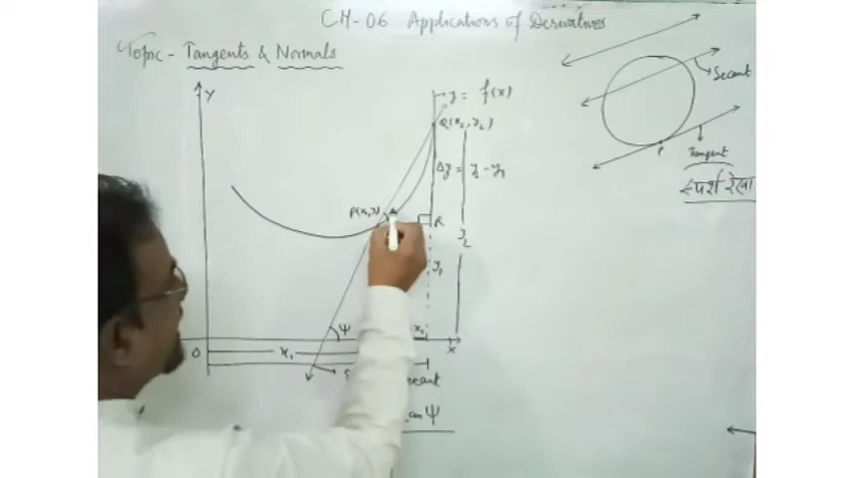 CH-06 Applications of Derivatives
Topic - Tangents & Normals
Y
y = f(x)
Q(x₂, y₂)
Secant
P
Tangent
स्पर्श रेखा
Δy = y₂ - y₁
P(x₁, y₁)
R
y₂
y₁
ψ
O
x₁
X
ψ